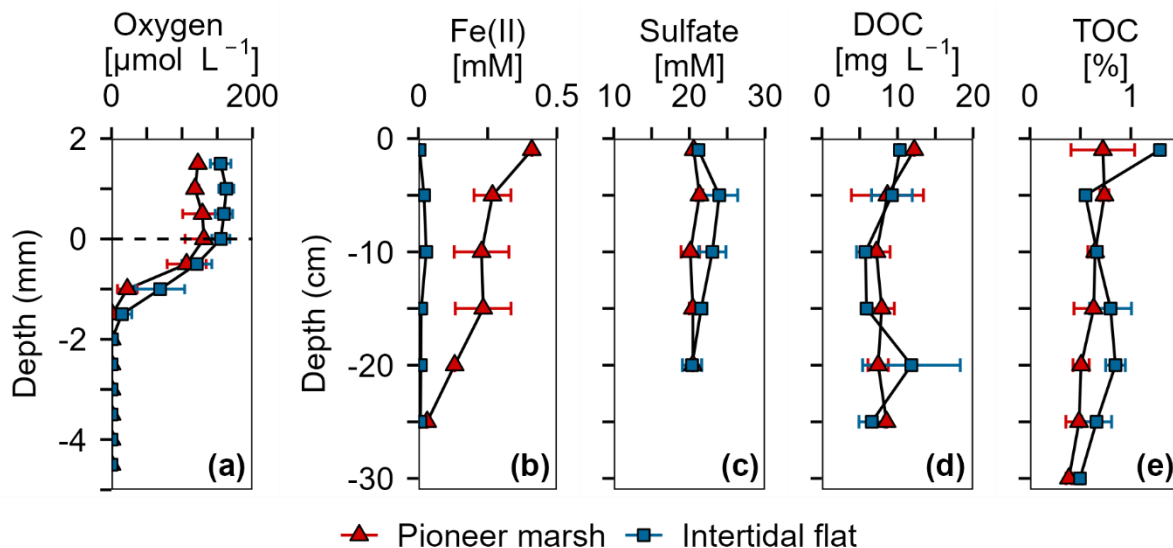 Oxygen
[µmol L⁻¹]
0 200
Fe(II)
[mM]
0 0.5
Sulfate
[mM]
10 20 30
DOC
[mg L⁻¹]
0 10 20
TOC
[%]
0 1
Depth (mm)
2
0
-2
-4
(a)
Depth (cm)
0
-10
-20
-30
(b)
(c)
(d)
(e)
Pioneer marsh Intertidal flat